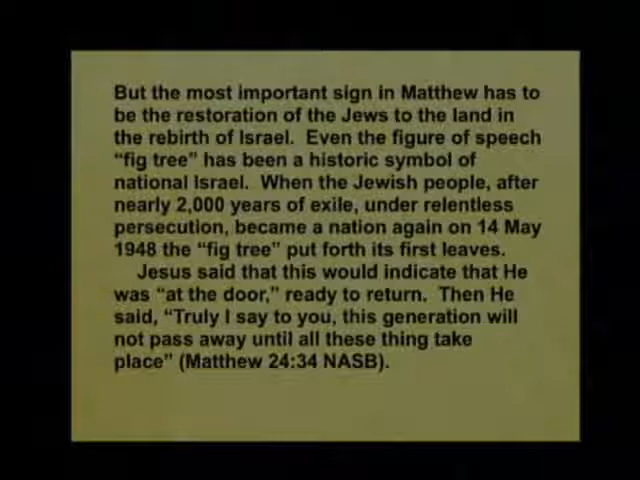 But the most important sign in Matthew has to
be the restoration of the Jews to the land in
the rebirth of Israel.  Even the figure of speech
“fig tree” has been a historic symbol of
national Israel.  When the Jewish people, after
nearly 2,000 years of exile, under relentless
persecution, became a nation again on 14 May
1948 the “fig tree” put forth its first leaves.
Jesus said that this would indicate that He
was “at the door,” ready to return.  Then He
said, “Truly I say to you, this generation will
not pass away until all these thing take
place” (Matthew 24:34 NASB).